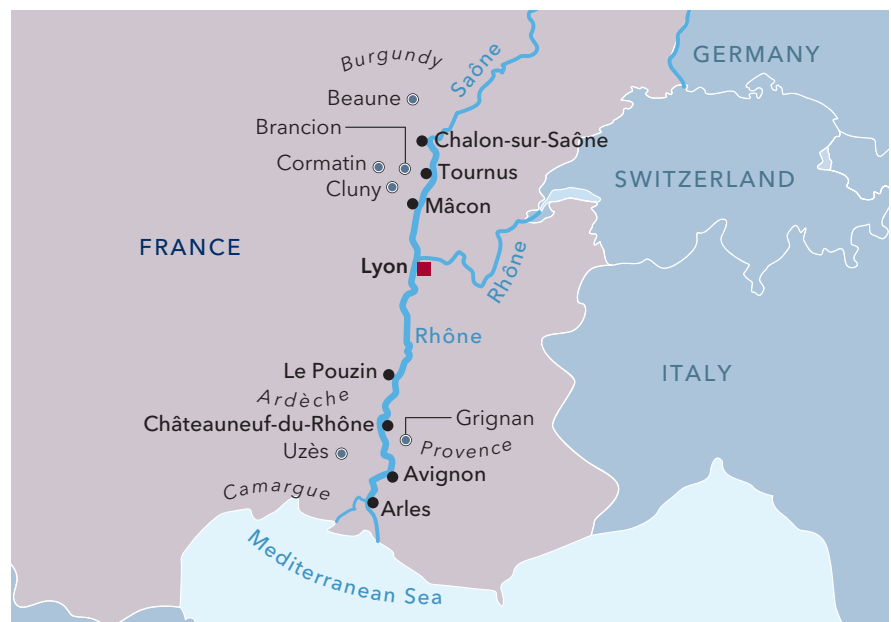 Burgundy
Saône
GERMANY
Beaune
Brancion
Chalon-sur-Saône
Cormatin
Tournus
SWITZERLAND
Cluny
Mâcon
FRANCE
Lyon
Rhône
Rhône
Le Pouzin
ITALY
Ardèche
Châteauneuf-du-Rhône
Grignan
Uzès
Provence
Avignon
Camargue
Arles
Mediterranean Sea